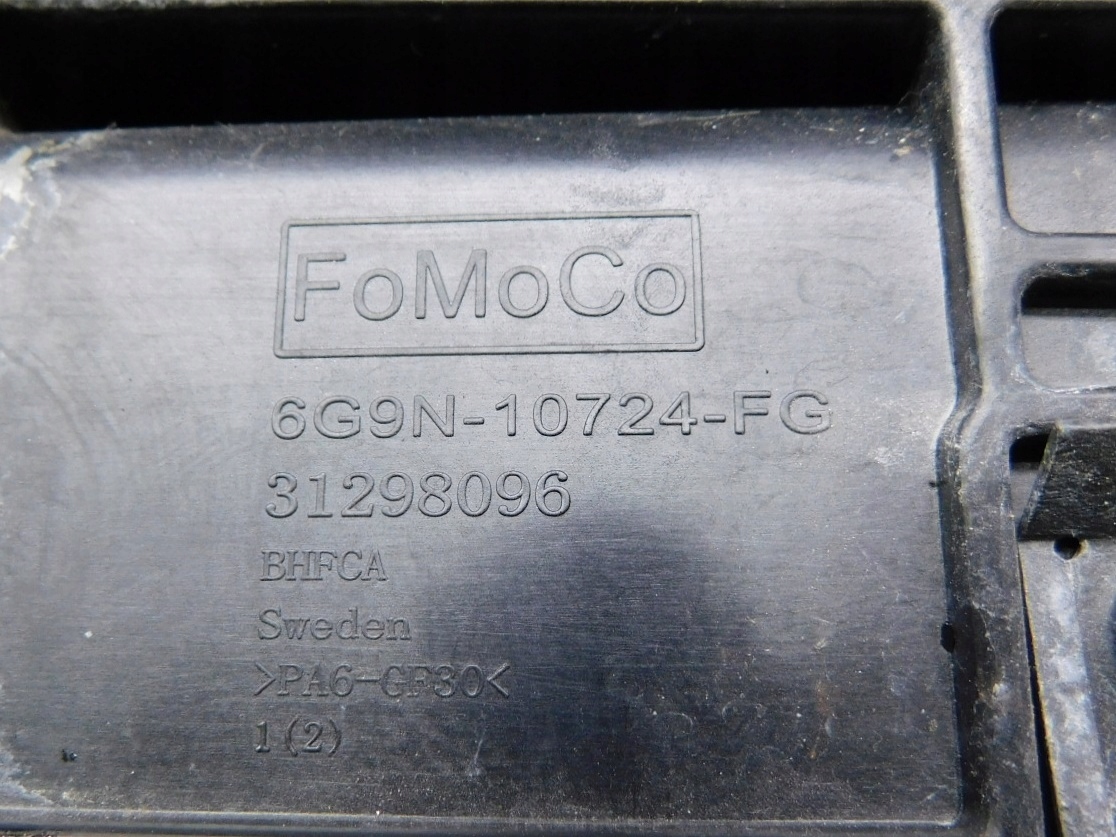 FoMoCo
6G9N-10724-FG
31298096
BHFCA
Sweden
>PA6-GF30<
1(2)